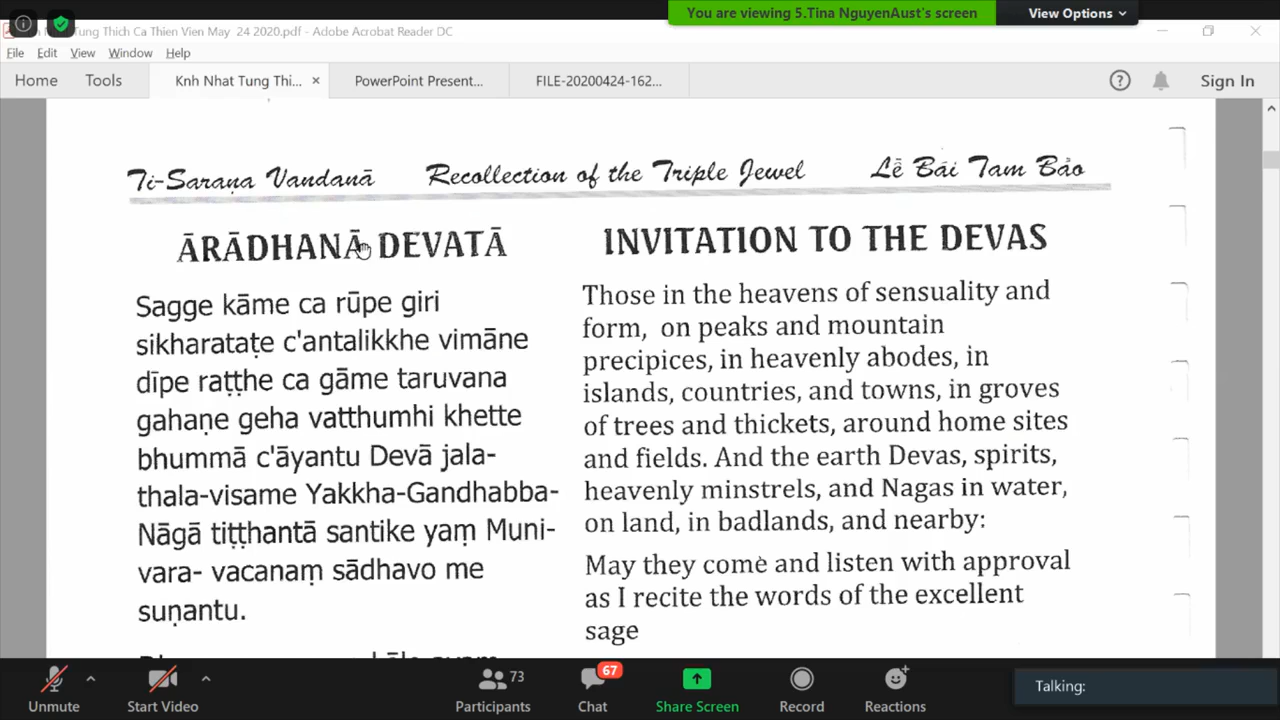 You are viewing 5.Tina NguyenAust's screen
View Options
Tung Thich Ca Thien Vien May 24 2020.pdf - Adobe Acrobat Reader DC
File Edit View Window Help
Home Tools Knh Nhat Tung Thi... × PowerPoint Present... FILE-20200424-162... Sign In
Ti-Saraṇa Vandanā Recollection of the Triple Jewel Lễ Bái Tam Bảo
ĀRĀDHANĀ DEVATĀ
Sagge kāme ca rūpe giri
sikharataṭe c'antalikkhe vimāne
dīpe raṭṭhe ca gāme taruvana
gahaṇe geha vatthumhi khette
bhummā c'āyantu Devā jala-
thala-visame Yakkha-Gandhabba-
Nāgā tiṭṭhantā santike yaṃ Muni-
vara- vacanaṃ sādhavo me
suṇantu.
INVITATION TO THE DEVAS
Those in the heavens of sensuality and
form, on peaks and mountain
precipices, in heavenly abodes, in
islands, countries, and towns, in groves
of trees and thickets, around home sites
and fields. And the earth Devas, spirits,
heavenly minstrels, and Nagas in water,
on land, in badlands, and nearby:
May they come and listen with approval
as I recite the words of the excellent
sage
Unmute Start Video Participants 73 Chat 67 Share Screen Record Reactions
Talking: